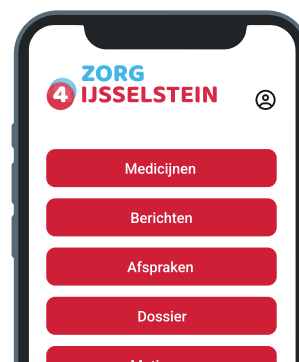 ZORG
4 IJSSELSTEIN
Medicijnen
Berichten
Afspraken
Dossier